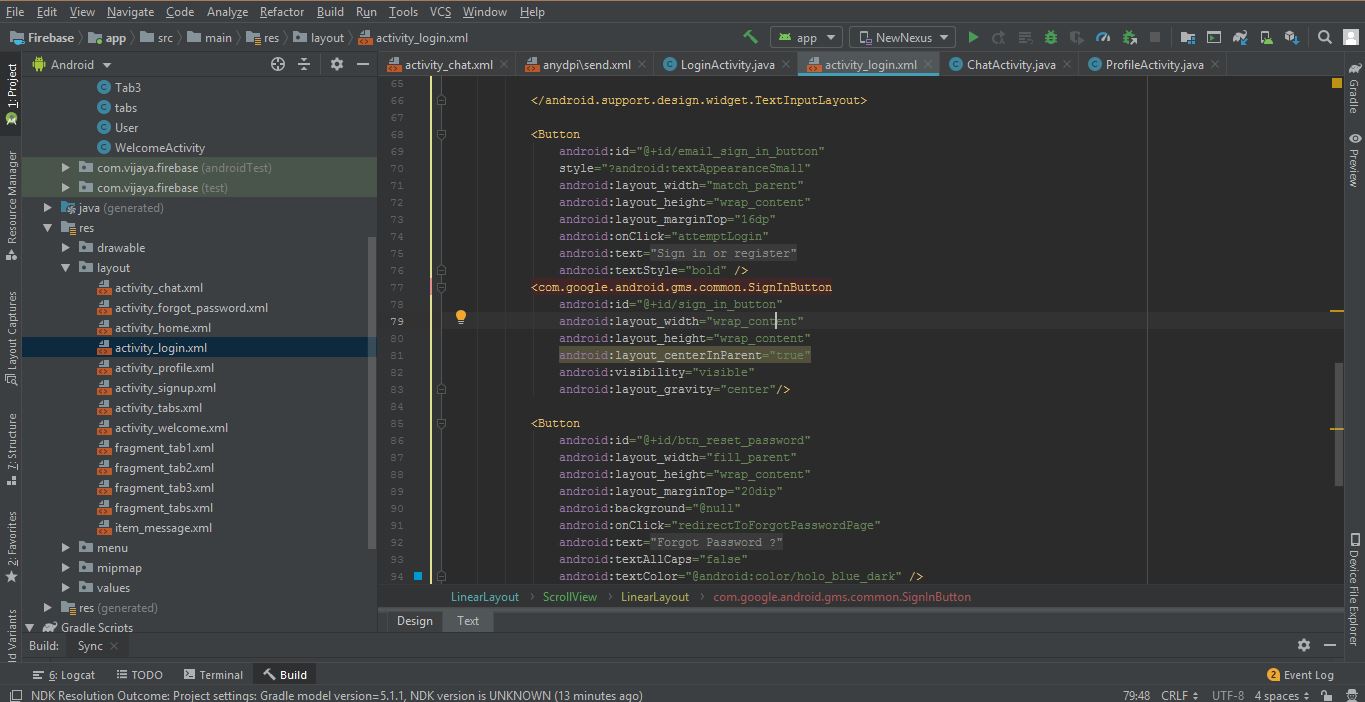 File Edit View Navigate Code Analyze Refactor Build Run Tools VCS Window Help
Firebase app src main res layout activity_login.xml app NewNexus
Android activity_chat.xml anydpi\send.xml LoginActivity.java activity_login.xml ChatActivity.java ProfileActivity.java
1: Project
Resource Manager
Layout Captures
Z: Structure
2: Favorites
Tab3
tabs
User
WelcomeActivity
com.vijaya.firebase (androidTest)
com.vijaya.firebase (test)
java (generated)
res
drawable
layout
activity_chat.xml
activity_forgot_password.xml
activity_home.xml
activity_login.xml
activity_profile.xml
activity_signup.xml
activity_tabs.xml
activity_welcome.xml
fragment_tab1.xml
fragment_tab2.xml
fragment_tab3.xml
fragment_tabs.xml
item_message.xml
menu
mipmap
values
res (generated)
Gradle Scripts
65
66 </android.support.design.widget.TextInputLayout>
67
68 <Button
69 android:id="@+id/email_sign_in_button"
70 style="?android:textAppearanceSmall"
71 android:layout_width="match_parent"
72 android:layout_height="wrap_content"
73 android:layout_marginTop="16dp"
74 android:onClick="attemptLogin"
75 android:text="Sign in or register"
76 android:textStyle="bold" />
77 <com.google.android.gms.common.SignInButton
78 android:id="@+id/sign_in_button"
79 android:layout_width="wrap_content"
80 android:layout_height="wrap_content"
81 android:layout_centerInParent="true"
82 android:visibility="visible"
83 android:layout_gravity="center"/>
84
85 <Button
86 android:id="@+id/btn_reset_password"
87 android:layout_width="fill_parent"
88 android:layout_height="wrap_content"
89 android:layout_marginTop="20dip"
90 android:background="@null"
91 android:onClick="redirectToForgotPasswordPage"
92 android:text="Forgot Password ?"
93 android:textAllCaps="false"
94 android:textColor="@android:color/holo_blue_dark" />
LinearLayout ScrollView LinearLayout com.google.android.gms.common.SignInButton
Design Text
Gradle
Preview
Device File Explorer
Build: Sync
6: Logcat TODO Terminal Build 2 Event Log
NDK Resolution Outcome: Project settings: Gradle model version=5.1.1, NDK version is UNKNOWN (13 minutes ago) 79:48 CRLF UTF-8 4 spaces